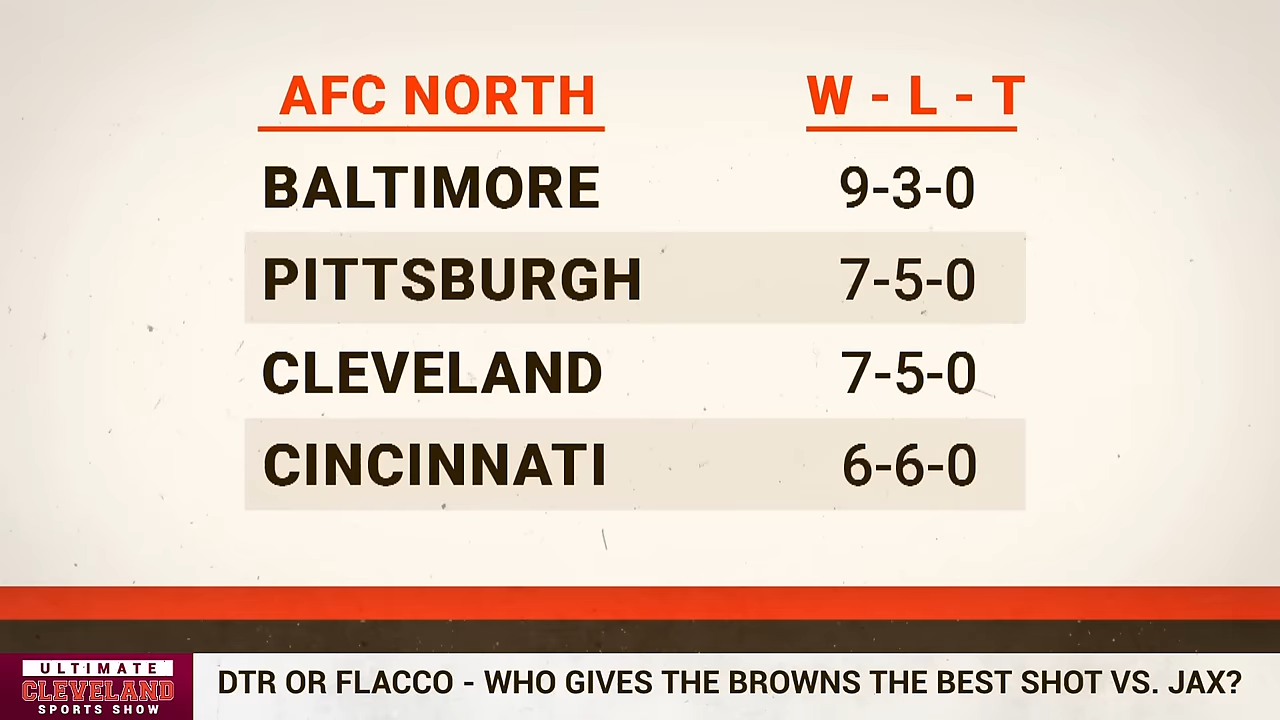 AFC NORTH W - L - T
BALTIMORE 9-3-0
PITTSBURGH 7-5-0
CLEVELAND 7-5-0
CINCINNATI 6-6-0
ULTIMATE
CLEVELAND
SPORTS SHOW
DTR OR FLACCO - WHO GIVES THE BROWNS THE BEST SHOT VS. JAX?